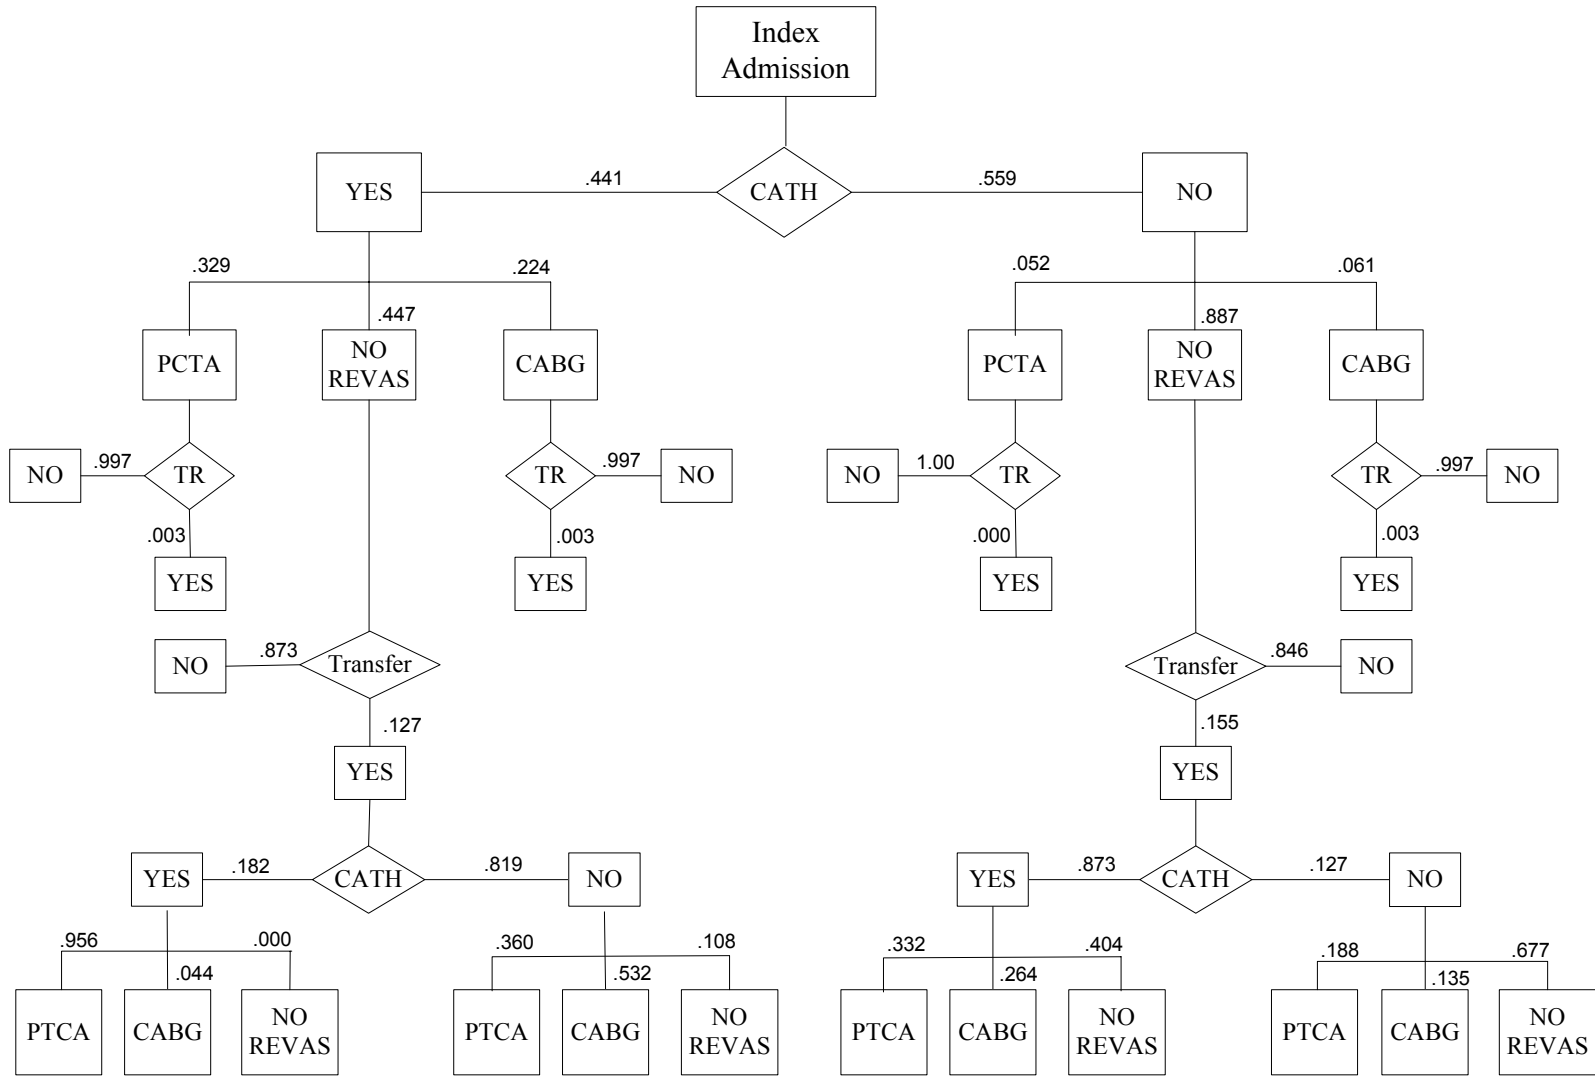 Index
Admission
YES
.441
CATH
.559
NO
.329
.224
.052
.061
.447
.887
PCTA
NO
REVAS
CABG
PCTA
NO
REVAS
CABG
NO
.997
TR
TR
.997
NO
NO
1.00
TR
TR
.997
NO
.003
.003
.000
.003
YES
YES
YES
YES
NO
.873
Transfer
Transfer
.846
NO
.127
.155
YES
YES
YES
.182
CATH
.819
NO
YES
.873
CATH
.127
NO
.956
.000
.360
.108
.332
.404
.188
.677
.044
.532
.264
.135
PTCA
CABG
NO
REVAS
PTCA
CABG
NO
REVAS
PTCA
CABG
NO
REVAS
PTCA
CABG
NO
REVAS